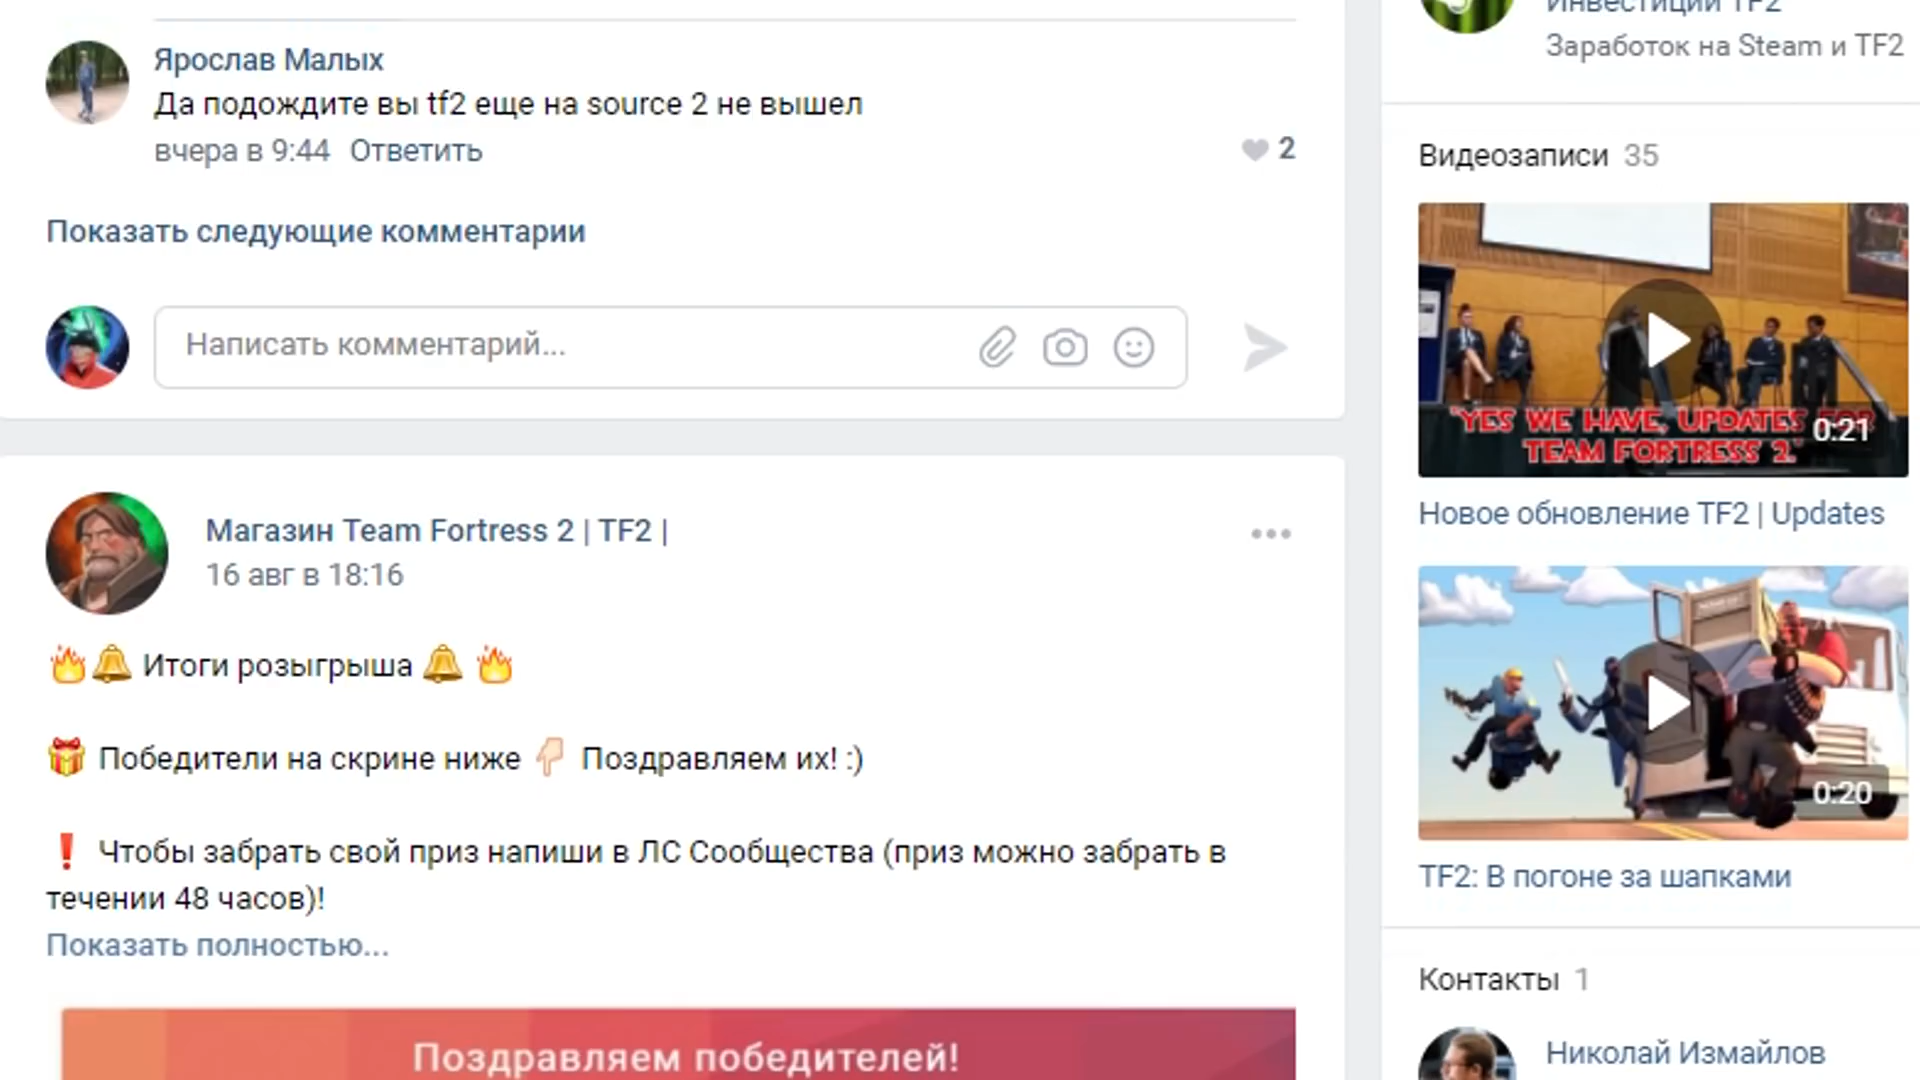 Ярослав Малых
Да подождите вы tf2 еще на source 2 не вышел
вчера в 9:44 Ответить
2
Показать следующие комментарии
Написать комментарий...
Магазин Team Fortress 2 | TF2 |
16 авг в 18:16
Итоги розыгрыша
Победители на скрине ниже Поздравляем их! :)
Чтобы забрать свой приз напиши в ЛС Сообщества (приз можно забрать в
течении 48 часов)!
Показать полностью...
Поздравляем победителей!
Инвестиции TF2
Заработок на Steam и TF2
Видеозаписи 35
"YES WE HAVE, UPDATES FOR
TEAM FORTRESS 2."
0:21
Новое обновление TF2 | Updates
0:20
TF2: В погоне за шапками
Контакты 1
Николай Измайлов